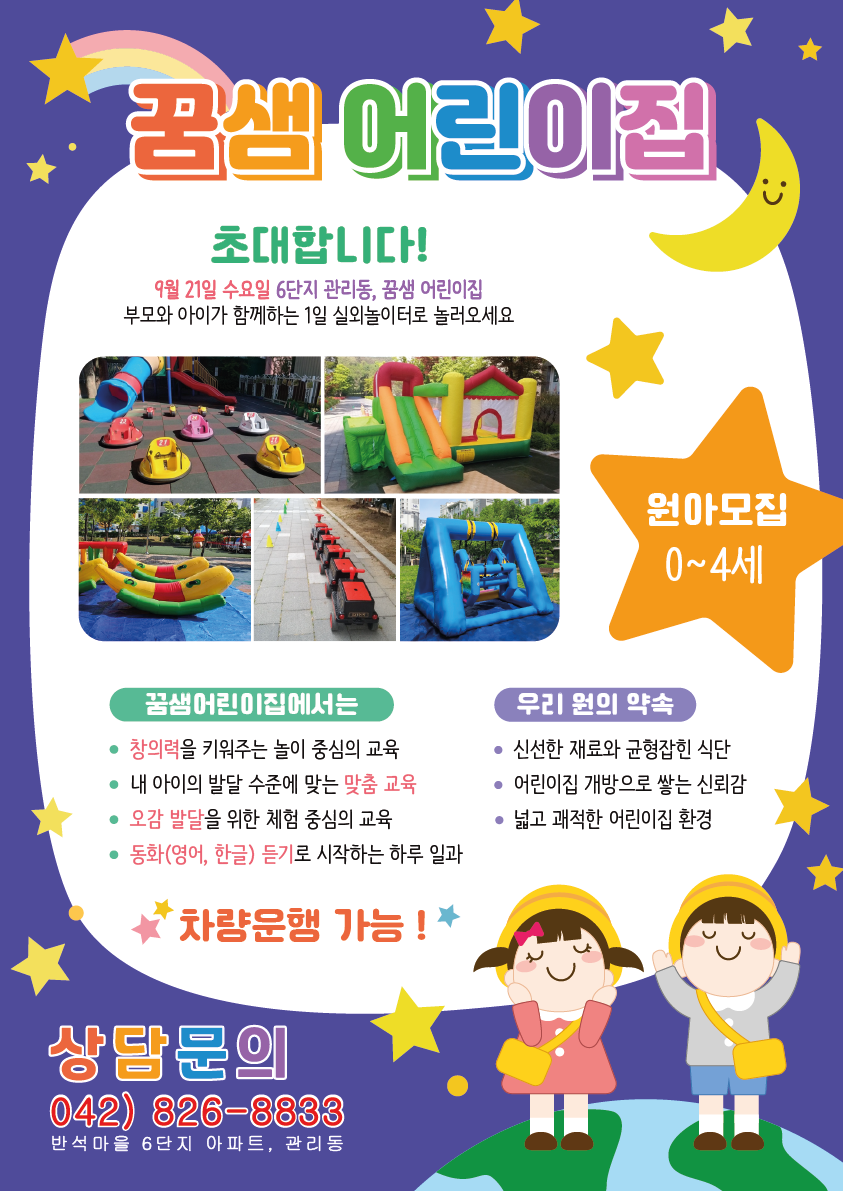 꿈샘 어린이집
초대합니다!
9월 21일 수요일 6단지 관리동, 꿈샘 어린이집
부모와 아이가 함께하는 1일 실외놀이터로 놀러오세요
원아모집
0~4세
꿈샘어린이집에서는
창의력을 키워주는 놀이 중심의 교육
내 아이의 발달 수준에 맞는 맞춤 교육
오감 발달을 위한 체험 중심의 교육
동화(영어, 한글) 듣기로 시작하는 하루 일과
우리 원의 약속
신선한 재료와 균형잡힌 식단
어린이집 개방으로 쌓는 신뢰감
넓고 쾌적한 어린이집 환경
차량운행 가능 !
상담문의
042) 826-8833
반석마을 6단지 아파트, 관리동